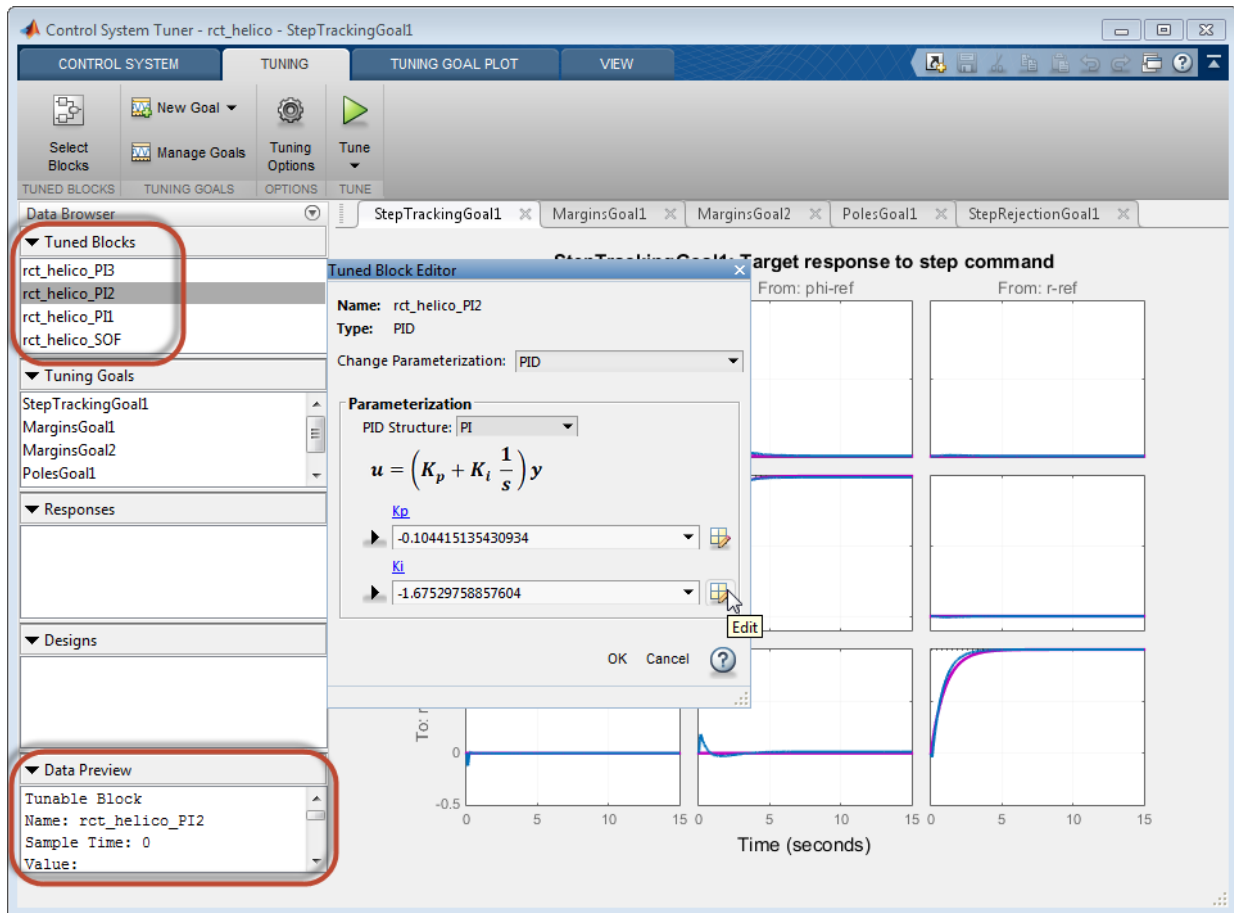 Control System Tuner - rct_helico - StepTrackingGoal1
CONTROL SYSTEM TUNING TUNING GOAL PLOT VIEW
Select Blocks
New Goal
Manage Goals
Tuning Options
Tune
TUNED BLOCKS TUNING GOALS OPTIONS TUNE
Data Browser
Tuned Blocks
rct_helico_PI3
rct_helico_PI2
rct_helico_PI1
rct_helico_SOF
Tuning Goals
StepTrackingGoal1
MarginsGoal1
MarginsGoal2
PolesGoal1
Responses
Designs
Data Preview
Tunable Block
Name: rct_helico_PI2
Sample Time: 0
Value:
StepTrackingGoal1 MarginsGoal1 MarginsGoal2 PolesGoal1 StepRejectionGoal1
Target response to step command
From: phi-ref From: r-ref
Tuned Block Editor
Name: rct_helico_PI2
Type: PID
Change Parameterization: PID
Parameterization
PID Structure: PI
u = (Kp + Ki 1/s) y
Kp
-0.104415135430934
Ki
-1.67529758857604
Edit
OK Cancel
To: r
0
-0.5
0 5 10 15 0 5 10 15 0 5 10 15
Time (seconds)